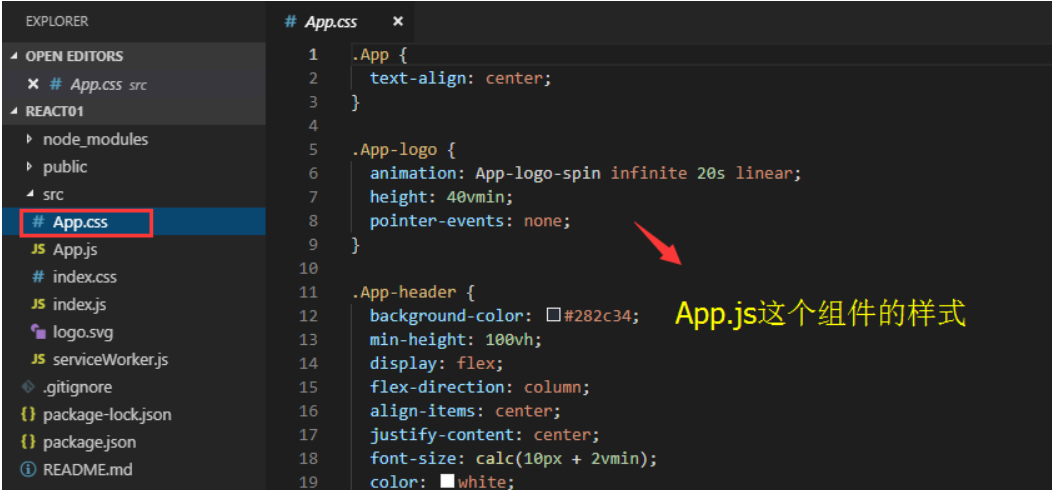 EXPLORER
OPEN EDITORS
App.css src
REACT01
node_modules
public
src
# App.css
JS App.js
# index.css
JS index.js
logo.svg
JS serviceWorker.js
.gitignore
{} package-lock.json
{} package.json
README.md
# App.css ×
1 .App {
2 text-align: center;
3 }
4
5 .App-logo {
6 animation: App-logo-spin infinite 20s linear;
7 height: 40vmin;
8 pointer-events: none;
9 }
10
11 .App-header {
12 background-color: #282c34;
13 min-height: 100vh;
14 display: flex;
15 flex-direction: column;
16 align-items: center;
17 justify-content: center;
18 font-size: calc(10px + 2vmin);
19 color: white;
App.js这个组件的样式